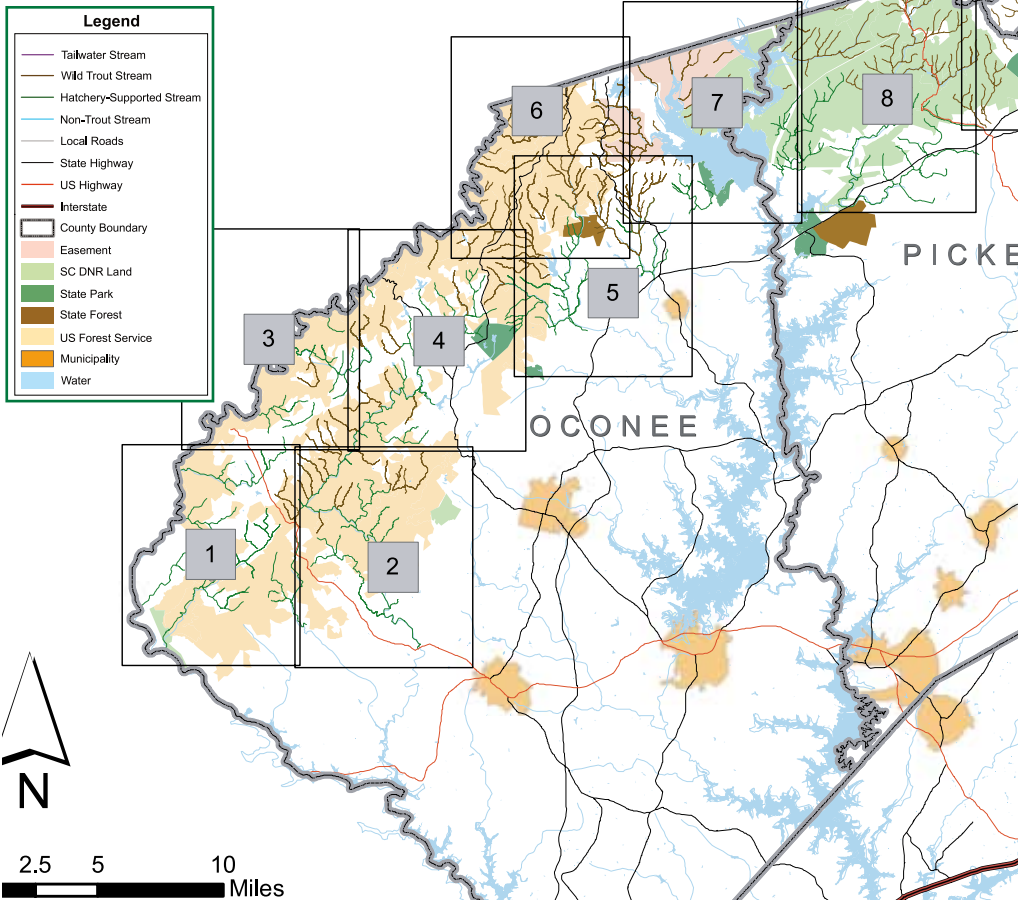 Legend
Tailwater Stream
Wild Trout Stream
Hatchery-Supported Stream
Non-Trout Stream
Local Roads
State Highway
US Highway
Interstate
County Boundary
Easement
SC DNR Land
State Park
State Forest
US Forest Service
Municipality
Water
6
7
8
PICKE
5
3
4
OCONEE
1
2
N
2.5 5 10
Miles